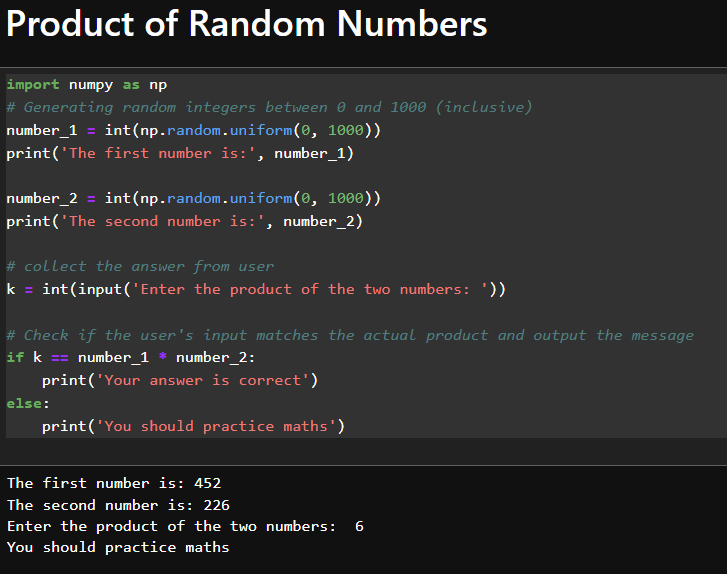 Product of Random Numbers
import numpy as np
# Generating random integers between 0 and 1000 (inclusive)
number_1 = int(np.random.uniform(0, 1000))
print('The first number is:', number_1)
number_2 = int(np.random.uniform(0, 1000))
print('The second number is:', number_2)
# collect the answer from user
k = int(input('Enter the product of the two numbers: '))
# Check if the user's input matches the actual product and output the message
if k == number_1 * number_2:
    print('Your answer is correct')
else:
    print('You should practice maths')
The first number is: 452
The second number is: 226
Enter the product of the two numbers:  6
You should practice maths